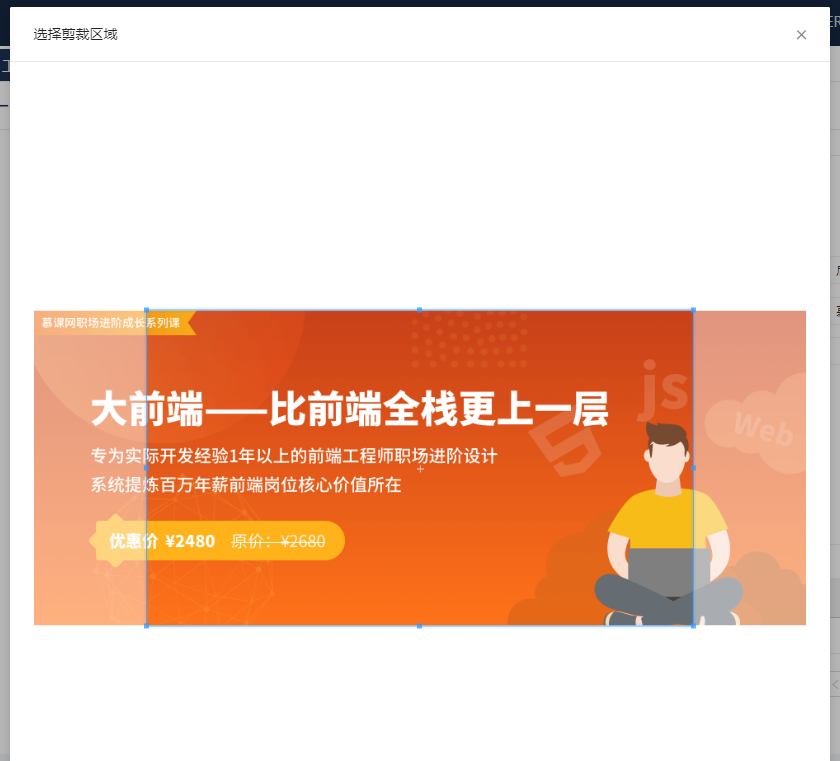 选择剪裁区域
慕课网职场进阶成长系列课
大前端——比前端全栈更上一层
专为实际开发经验1年以上的前端工程师职场进阶设计
系统提炼百万年薪前端岗位核心价值所在
优惠价 ¥2480 原价：¥2680
js
5
Web